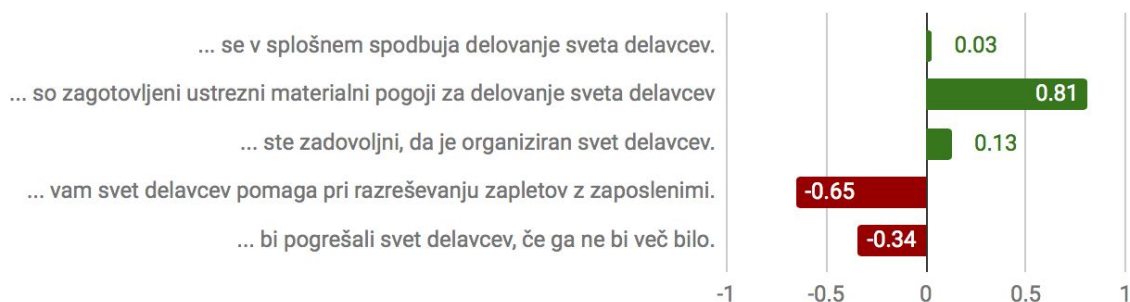 ... se v splošnem spodbuja delovanje sveta delavcev. 0.03
... so zagotovljeni ustrezni materialni pogoji za delovanje sveta delavcev 0.81
... ste zadovoljni, da je organiziran svet delavcev. 0.13
... vam svet delavcev pomaga pri razreševanju zapletov z zaposlenimi. -0.65
... bi pogrešali svet delavcev, če ga ne bi več bilo. -0.34
-1 -0.5 0 0.5 1